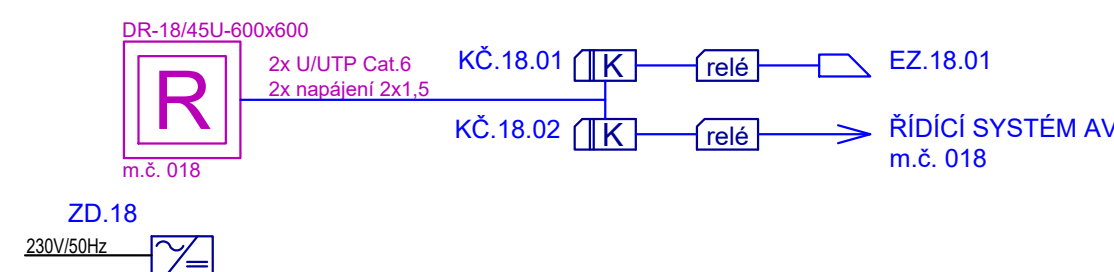 DR-18/45U-600x600
R
2x U/UTP Cat.6
2x napájení 2x1,5
m.č. 018
KČ.18.01
K
relé
EZ.18.01
KČ.18.02
K
relé
ŘÍDÍCÍ SYSTÉM AV
m.č. 018
ZD.18
230V/50Hz